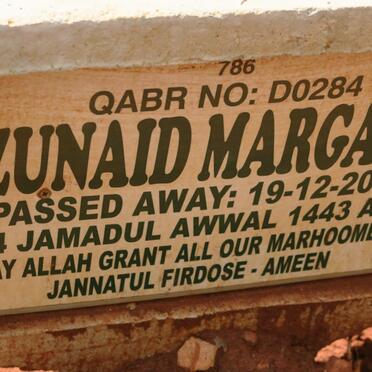 786
QABR NO: D0284
ZUNAID MARGA
PASSED AWAY: 19-12-20
4 JAMADUL AWWAL 1443 A
AY ALLAH GRANT ALL OUR MARHOOME
JANNATUL FIRDOSE - AMEEN